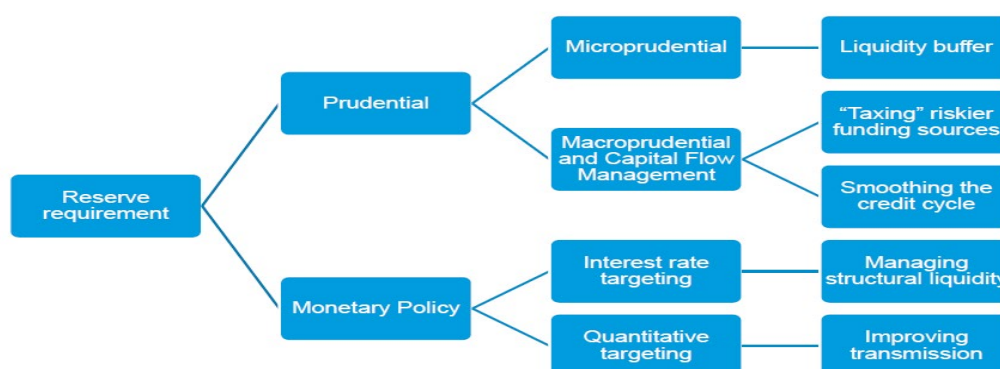 Microprudential
Liquidity buffer
Prudential
"Taxing" riskier
funding sources
Macroprudential
and Capital Flow
Management
Smoothing the
credit cycle
Reserve
requirement
Interest rate
targeting
Managing
structural liquidity
Monetary Policy
Quantitative
targeting
Improving
transmission